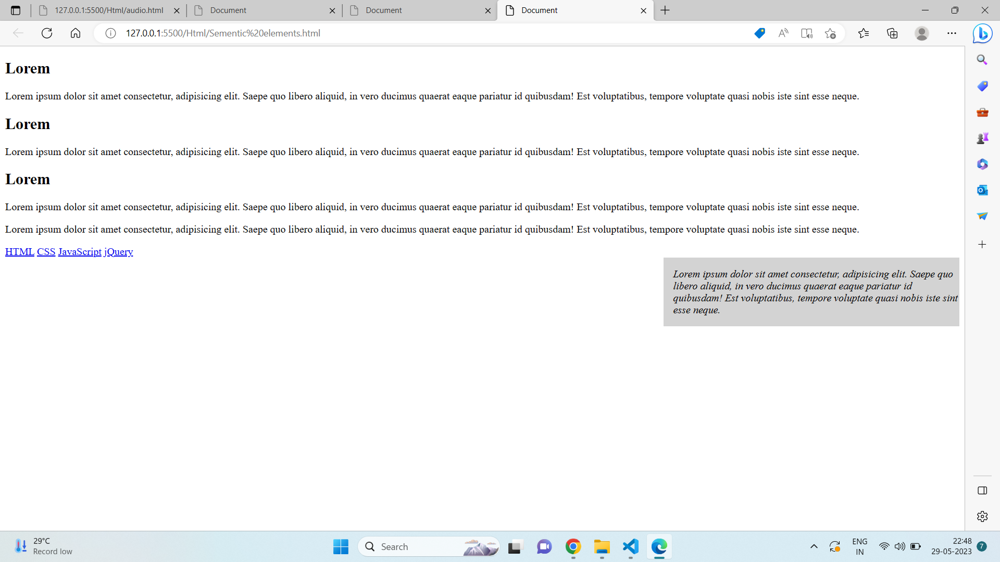 127.0.0.1:5500/Html/audio.html
Document
Document
Document
127.0.0.1:5500/Html/Sementic%20elements.html
Lorem
Lorem ipsum dolor sit amet consectetur, adipisicing elit. Saepe quo libero aliquid, in vero ducimus quaerat eaque pariatur id quibusdam! Est voluptatibus, tempore voluptate quasi nobis iste sint esse neque.
Lorem
Lorem ipsum dolor sit amet consectetur, adipisicing elit. Saepe quo libero aliquid, in vero ducimus quaerat eaque pariatur id quibusdam! Est voluptatibus, tempore voluptate quasi nobis iste sint esse neque.
Lorem
Lorem ipsum dolor sit amet consectetur, adipisicing elit. Saepe quo libero aliquid, in vero ducimus quaerat eaque pariatur id quibusdam! Est voluptatibus, tempore voluptate quasi nobis iste sint esse neque.
Lorem ipsum dolor sit amet consectetur, adipisicing elit. Saepe quo libero aliquid, in vero ducimus quaerat eaque pariatur id quibusdam! Est voluptatibus, tempore voluptate quasi nobis iste sint esse neque.
HTML CSS JavaScript jQuery
Lorem ipsum dolor sit amet consectetur, adipisicing elit. Saepe quo
libero aliquid, in vero ducimus quaerat eaque pariatur id
quibusdam! Est voluptatibus, tempore voluptate quasi nobis iste sint
esse neque.
29°C
Record low
Search
ENG
IN
22:48
29-05-2023
7